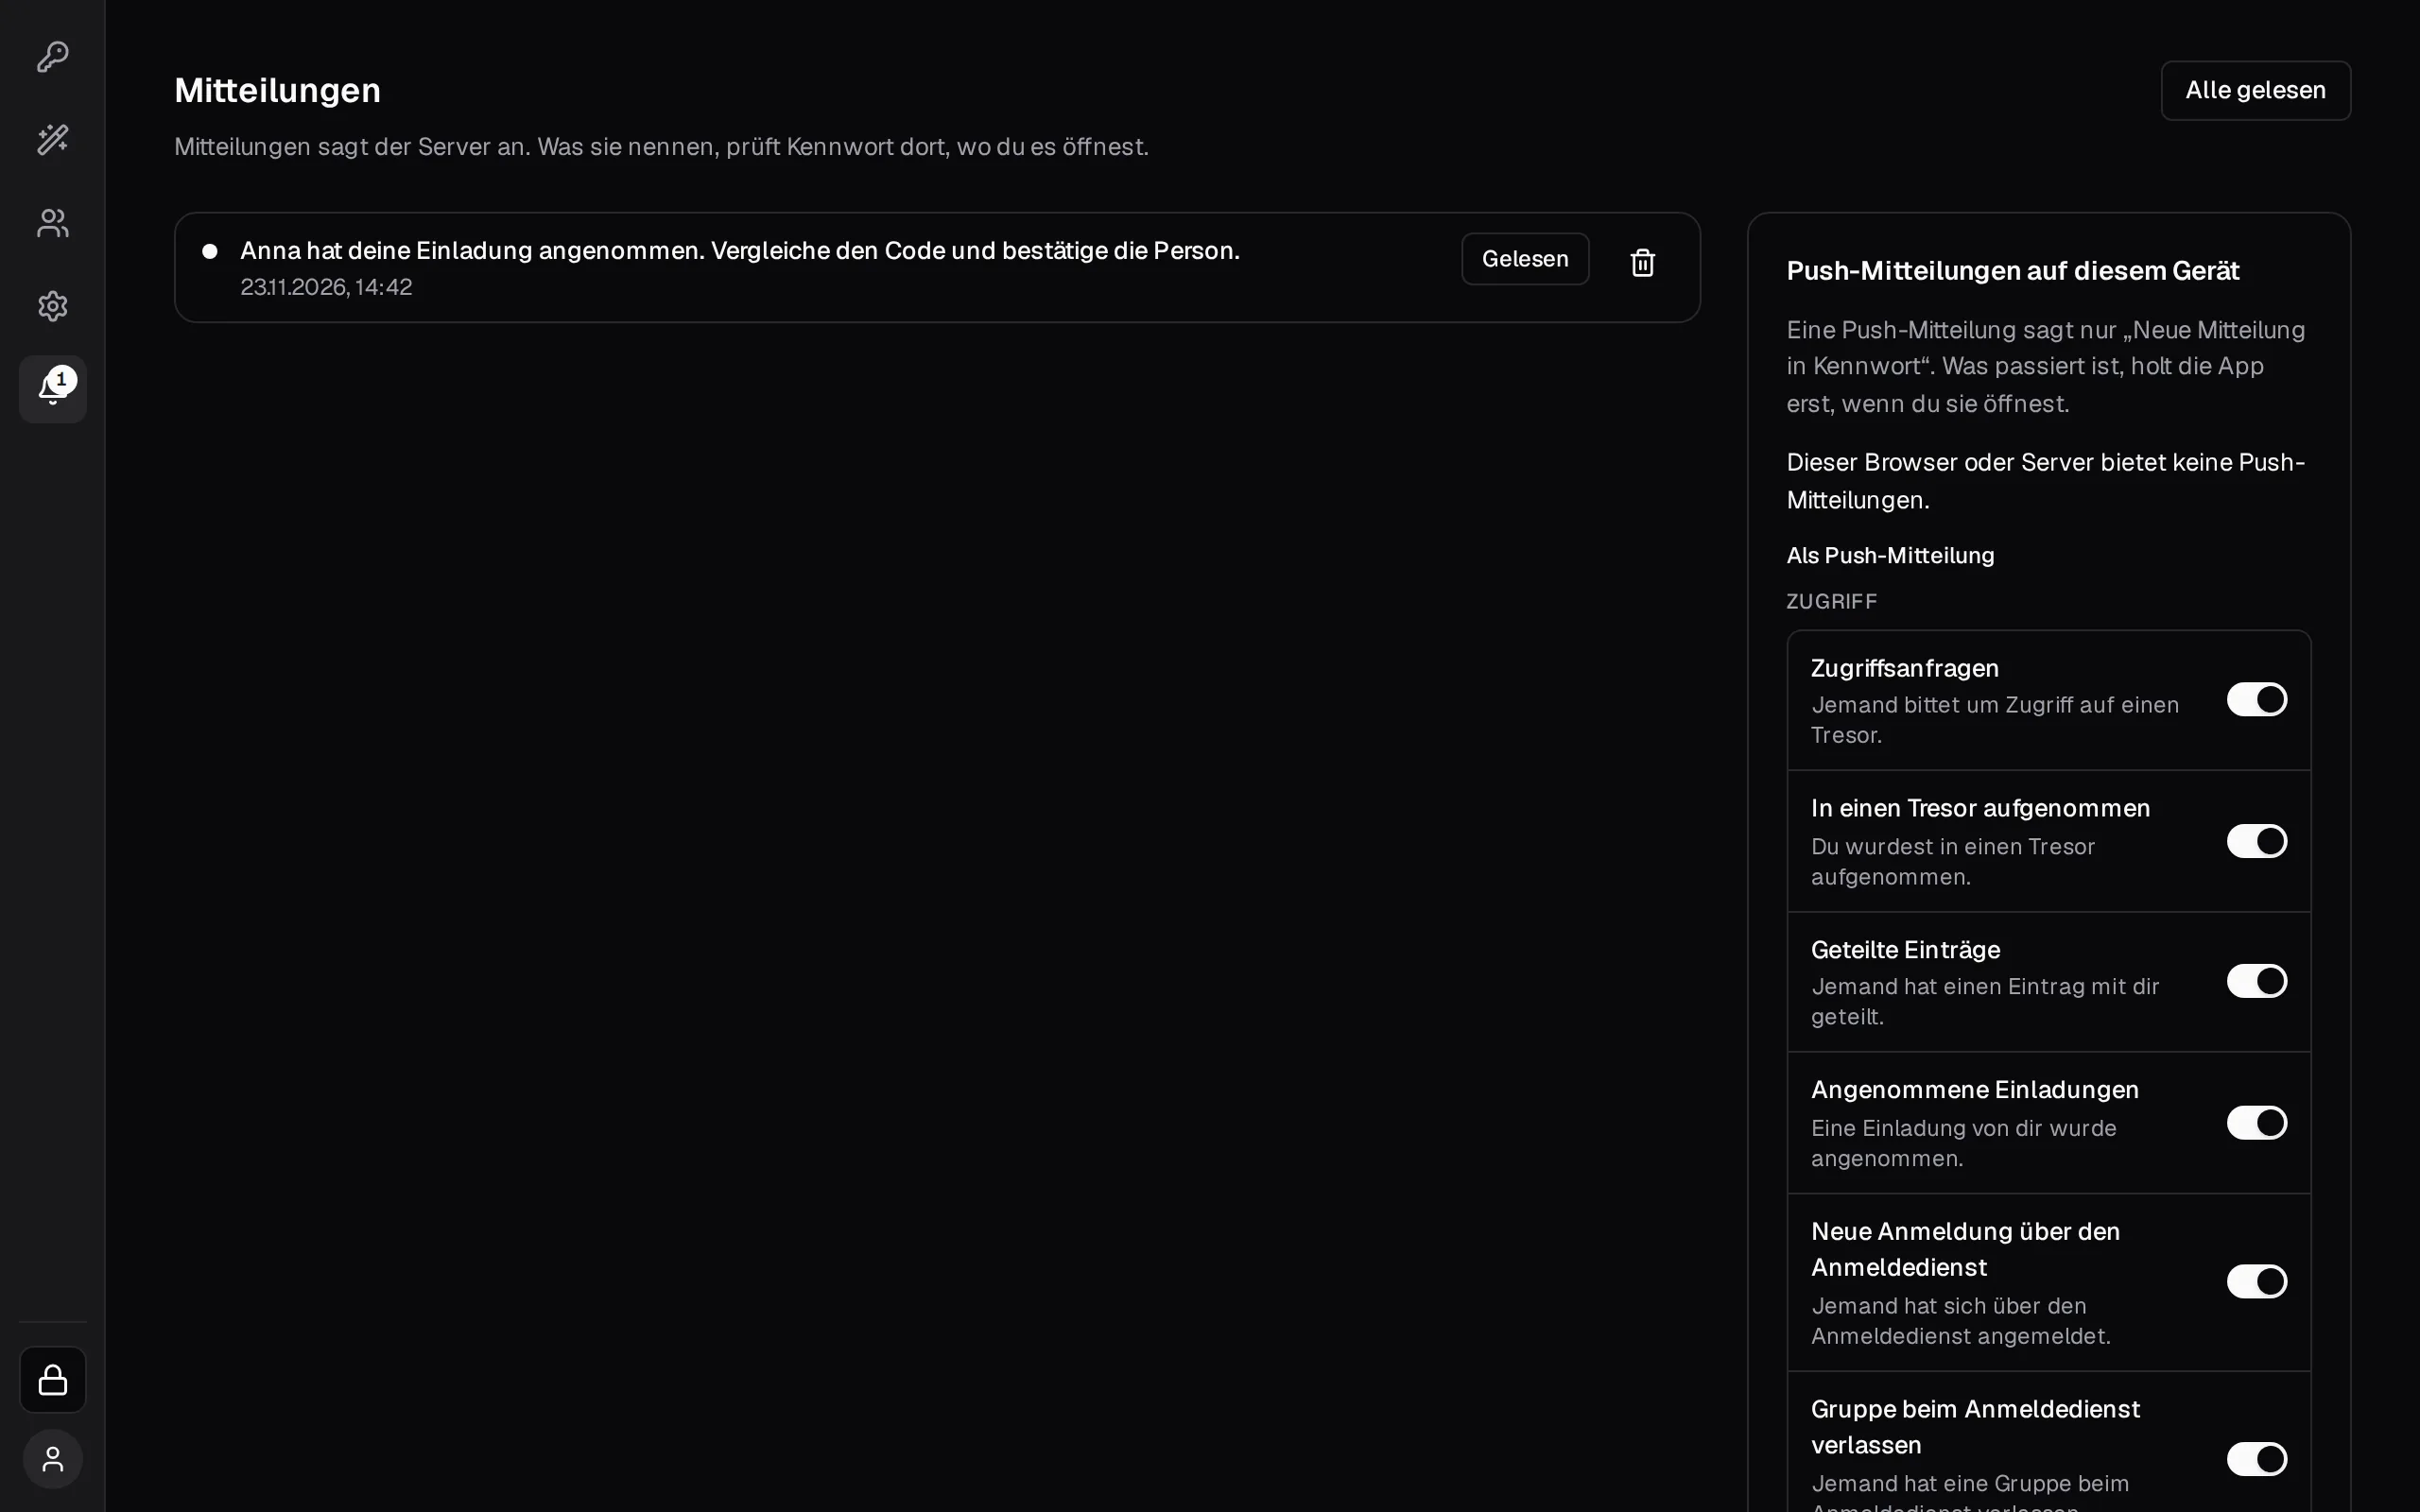 Mitteilungen
Alle gelesen
Mitteilungen sagt der Server an. Was sie nennen, prüft Kennwort dort, wo du es öffnest.
Anna hat deine Einladung angenommen. Vergleiche den Code und bestätige die Person.
23.11.2026, 14:42
Gelesen
1
Push-Mitteilungen auf diesem Gerät
Eine Push-Mitteilung sagt nur „Neue Mitteilung
in Kennwort“. Was passiert ist, holt die App
erst, wenn du sie öffnest.
Dieser Browser oder Server bietet keine Push-
Mitteilungen.
Als Push-Mitteilung
ZUGRIFF
Zugriffsanfragen
Jemand bittet um Zugriff auf einen
Tresor.
In einen Tresor aufgenommen
Du wurdest in einen Tresor
aufgenommen.
Geteilte Einträge
Jemand hat einen Eintrag mit dir
geteilt.
Angenommene Einladungen
Eine Einladung von dir wurde
angenommen.
Neue Anmeldung über den
Anmeldedienst
Jemand hat sich über den
Anmeldedienst angemeldet.
Gruppe beim Anmeldedienst
verlassen
Jemand hat eine Gruppe beim
Anmeldedienst verlassen.